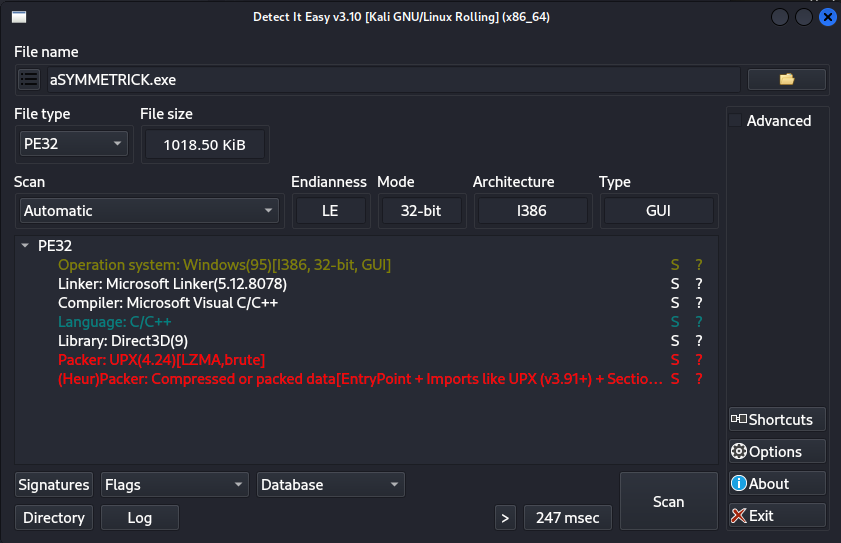 Detect It Easy v3.10 [Kali GNU/Linux Rolling] (x86_64)
File name
aSYMMETRICK.exe
File type File size
Advanced
PE32 1018.50 KiB
Scan Endianness Mode Architecture Type
Automatic LE 32-bit I386 GUI
PE32
Operation system: Windows(95)[I386, 32-bit, GUI] S ?
Linker: Microsoft Linker(5.12.8078) S ?
Compiler: Microsoft Visual C/C++ S ?
Language: C/C++ S ?
Library: Direct3D(9) S ?
Packer: UPX(4.24)[LZMA,brute] S ?
(Heur)Packer: Compressed or packed data[EntryPoint + Imports like UPX (v3.91+) + Sectio... S ?
Shortcuts
Options
Signatures Flags Database Scan About
Directory Log > 247 msec Exit